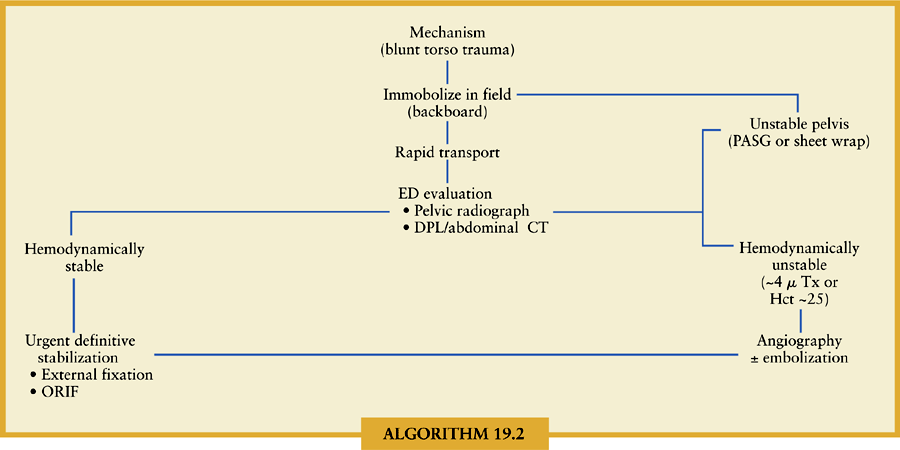 Mechanism
(blunt torso trauma)
Immobolize in field
(backboard)
Unstable pelvis
(PASG or sheet wrap)
Rapid transport
ED evaluation
• Pelvic radiograph
• DPL/abdominal CT
Hemodynamically
stable
Hemodynamically
unstable
(~4 μ Tx or
Hct ~25)
Urgent definitive
stabilization
• External fixation
• ORIF
Angiography
± embolization
ALGORITHM 19.2